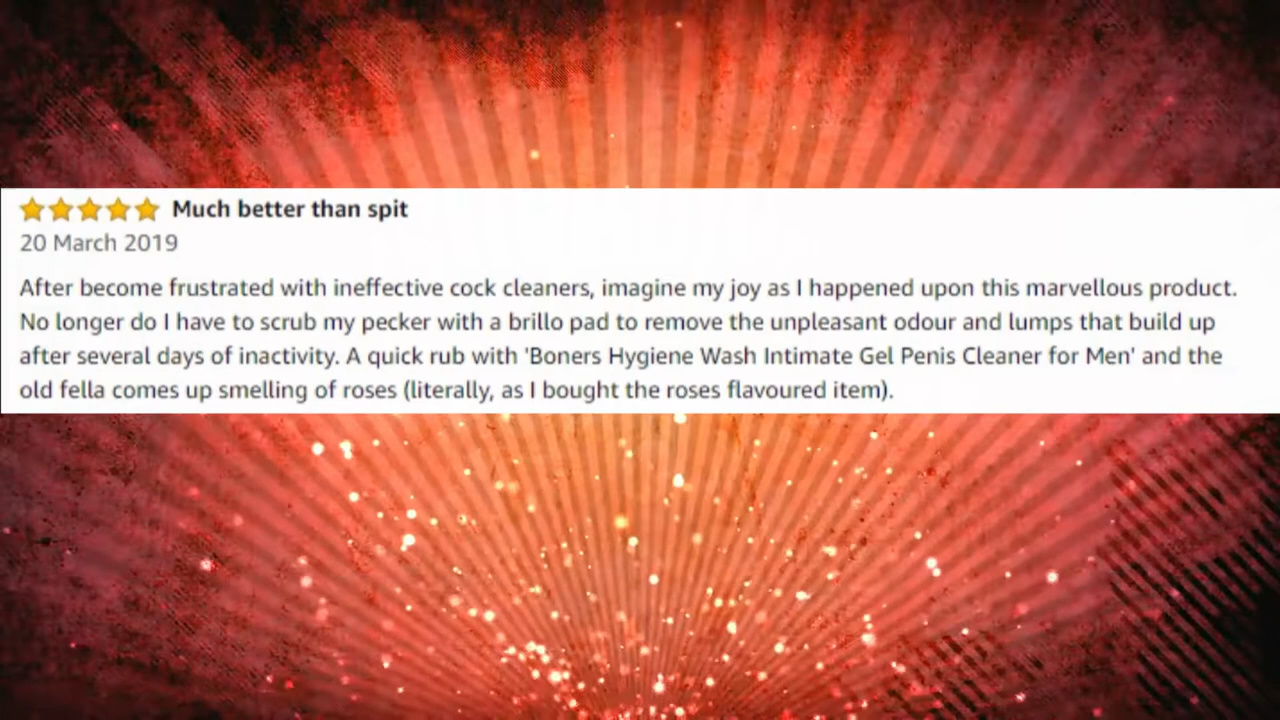 Much better than spit
20 March 2019
After become frustrated with ineffective cock cleaners, imagine my joy as I happened upon this marvellous product.
No longer do I have to scrub my pecker with a brillo pad to remove the unpleasant odour and lumps that build up
after several days of inactivity. A quick rub with 'Boners Hygiene Wash Intimate Gel Penis Cleaner for Men' and the
old fella comes up smelling of roses (literally, as I bought the roses flavoured item).